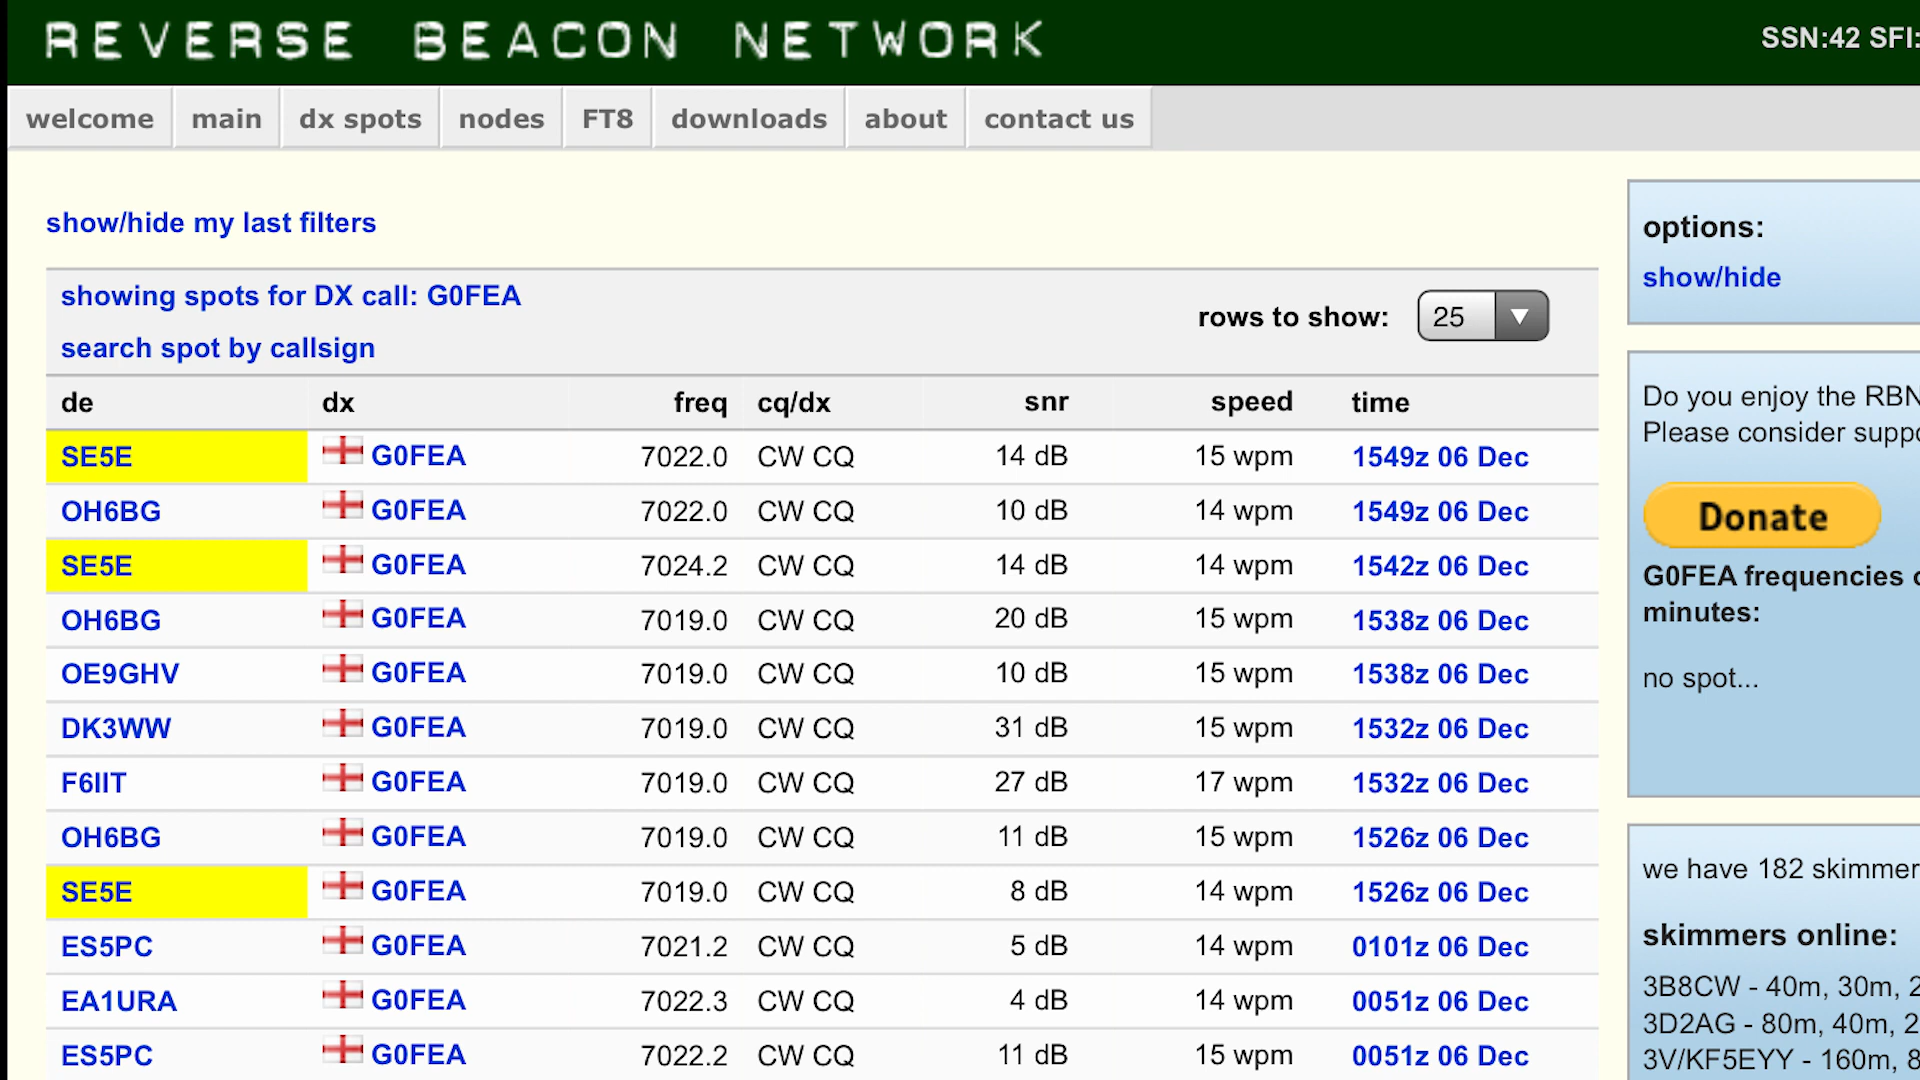 REVERSE BEACON NETWORK
SSN:42 SFI:
welcome main dx spots nodes FT8 downloads about contact us
show/hide my last filters
showing spots for DX call: G0FEA
search spot by callsign
rows to show: 25
de dx freq cq/dx snr speed time
SE5E G0FEA 7022.0 CW CQ 14 dB 15 wpm 1549z 06 Dec
OH6BG G0FEA 7022.0 CW CQ 10 dB 14 wpm 1549z 06 Dec
SE5E G0FEA 7024.2 CW CQ 14 dB 14 wpm 1542z 06 Dec
OH6BG G0FEA 7019.0 CW CQ 20 dB 15 wpm 1538z 06 Dec
OE9GHV G0FEA 7019.0 CW CQ 10 dB 15 wpm 1538z 06 Dec
DK3WW G0FEA 7019.0 CW CQ 31 dB 15 wpm 1532z 06 Dec
F6IIT G0FEA 7019.0 CW CQ 27 dB 17 wpm 1532z 06 Dec
OH6BG G0FEA 7019.0 CW CQ 11 dB 15 wpm 1526z 06 Dec
SE5E G0FEA 7019.0 CW CQ 8 dB 14 wpm 1526z 06 Dec
ES5PC G0FEA 7021.2 CW CQ 5 dB 14 wpm 0101z 06 Dec
EA1URA G0FEA 7022.3 CW CQ 4 dB 14 wpm 0051z 06 Dec
ES5PC G0FEA 7022.2 CW CQ 11 dB 15 wpm 0051z 06 Dec
options:
show/hide
Do you enjoy the RBN
Please consider suppo
Donate
G0FEA frequencies
minutes:
no spot...
we have 182 skimmer
skimmers online:
3B8CW - 40m, 30m, 2
3D2AG - 80m, 40m, 2
3V/KF5EYY - 160m, 8